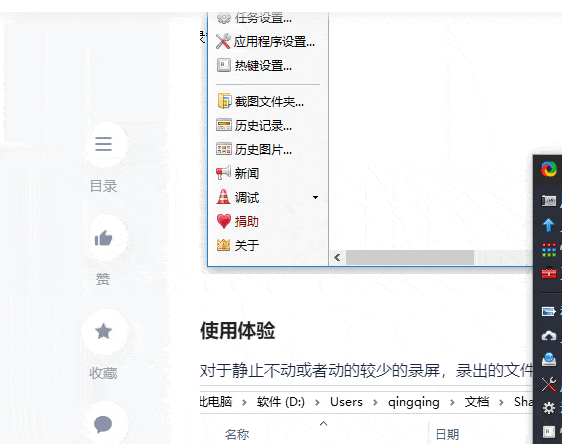 任务设置...
应用程序设置...
热键设置...
截图文件夹...
历史记录...
历史图片...
新闻
调试
捐助
关于
目录
赞
收藏
使用体验
对于静止不动或者动的较少的录屏，录出的文件
此电脑 > 软件 (D:) > Users > qingqing > 文档 > Sha
名称 日期